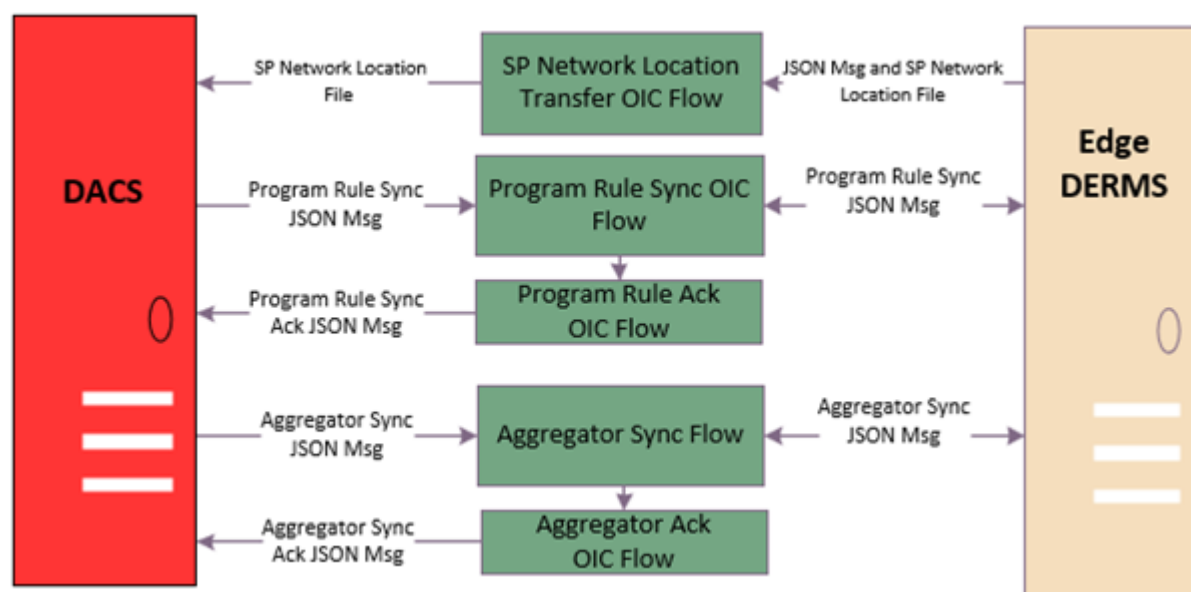 DACS
SP Network Location
File
SP Network Location
Transfer OIC Flow
JSON Msg and SP Network
Location File
Edge
DERMS
Program Rule Sync
JSON Msg
Program Rule Sync OIC
Flow
Program Rule Sync
JSON Msg
Program Rule Sync
Ack JSON Msg
Program Rule Ack
OIC Flow
Aggregator Sync
JSON Msg
Aggregator Sync Flow
Aggregator Sync
JSON Msg
Aggregator Sync
Ack JSON Msg
Aggregator Ack
OIC Flow